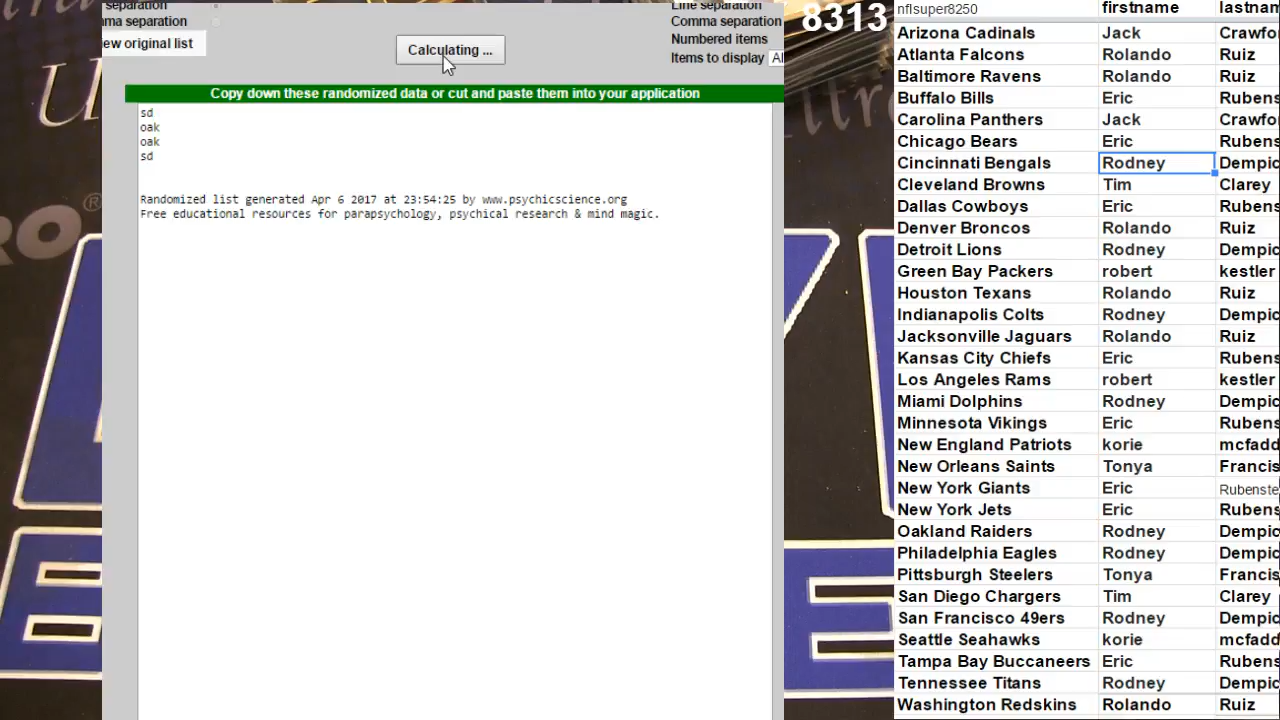 separation
Line separation
mma separation
Comma separation
ew original list
Numbered items
Calculating ...
Items to display
8313
Copy down these randomized data or cut and paste them into your application
sd
oak
oak
sd
Randomized list generated Apr 6 2017 at 23:54:25 by www.psychicscience.org
Free educational resources for parapsychology, psychical research & mind magic.
nflsuper8250 firstname lastnam
Arizona Cadinals Jack Crawfor
Atlanta Falcons Rolando Ruiz
Baltimore Ravens Rolando Ruiz
Buffalo Bills Eric Rubens
Carolina Panthers Jack Crawfor
Chicago Bears Eric Rubens
Cincinnati Bengals Rodney Dempic
Cleveland Browns Tim Clarey
Dallas Cowboys Eric Rubens
Denver Broncos Rolando Ruiz
Detroit Lions Rodney Dempic
Green Bay Packers robert kestler
Houston Texans Rolando Ruiz
Indianapolis Colts Rodney Dempic
Jacksonville Jaguars Rolando Ruiz
Kansas City Chiefs Eric Rubens
Los Angeles Rams robert kestler
Miami Dolphins Rodney Dempic
Minnesota Vikings Eric Rubens
New England Patriots korie mcfadd
New Orleans Saints Tonya Francis
New York Giants Eric Rubenste
New York Jets Eric Rubens
Oakland Raiders Rodney Dempic
Philadelphia Eagles Rodney Dempic
Pittsburgh Steelers Tonya Francis
San Diego Chargers Tim Clarey
San Francisco 49ers Rodney Dempic
Seattle Seahawks korie mcfadd
Tampa Bay Buccaneers Eric Rubens
Tennessee Titans Rodney Dempic
Washington Redskins Rolando Ruiz